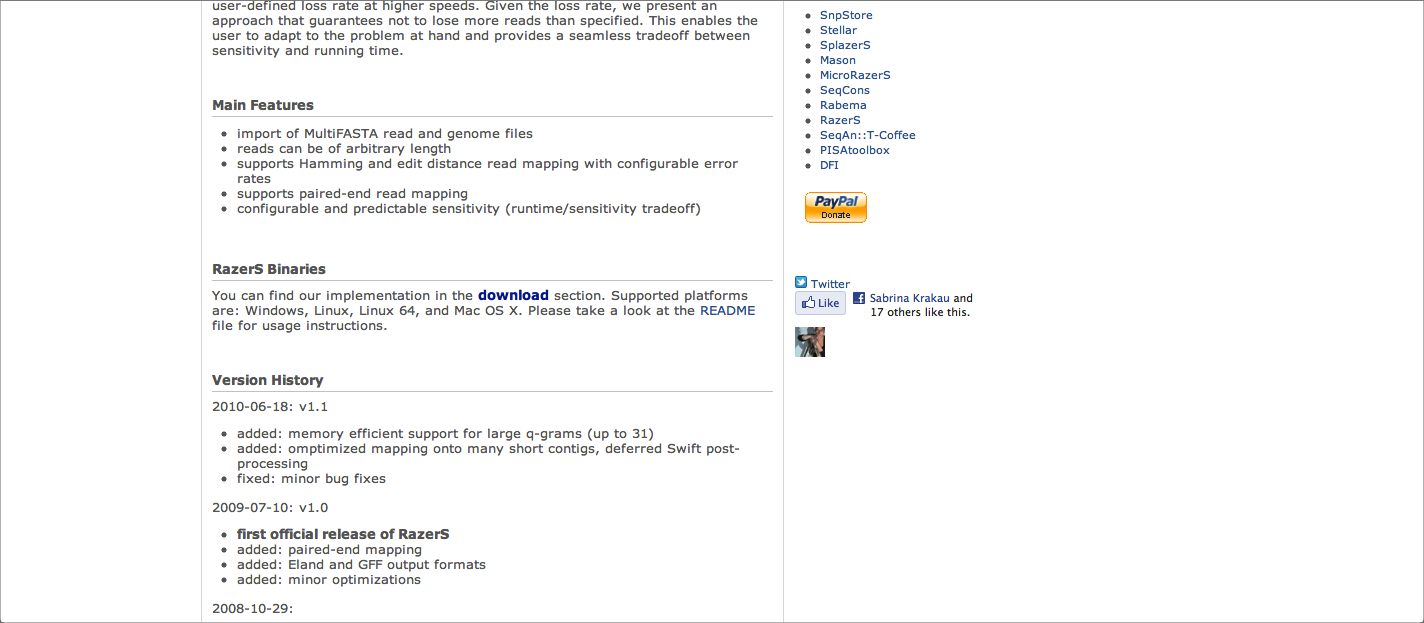 user-defined loss rate at higher speeds. Given the loss rate, we present an
approach that guarantees not to lose more reads than specified. This enables the
user to adapt to the problem at hand and provides a seamless tradeoff between
sensitivity and running time.
Main Features
import of MultiFASTA read and genome files
reads can be of arbitrary length
supports Hamming and edit distance read mapping with configurable error
rates
supports paired-end read mapping
configurable and predictable sensitivity (runtime/sensitivity tradeoff)
RazerS Binaries
You can find our implementation in the download section. Supported platforms
are: Windows, Linux, Linux 64, and Mac OS X. Please take a look at the README
file for usage instructions.
Version History
2010-06-18: v1.1
added: memory efficient support for large q-grams (up to 31)
added: omptimized mapping onto many short contigs, deferred Swift post-
processing
fixed: minor bug fixes
2009-07-10: v1.0
first official release of RazerS
added: paired-end mapping
added: Eland and GFF output formats
added: minor optimizations
2008-10-29:
SnpStore
Stellar
SplazerS
Mason
MicroRazerS
SeqCons
Rabema
RazerS
SeqAn::T-Coffee
PISAtoolbox
DFI
PayPal
Donate
Twitter
Like
Sabrina Krakau and
17 others like this.